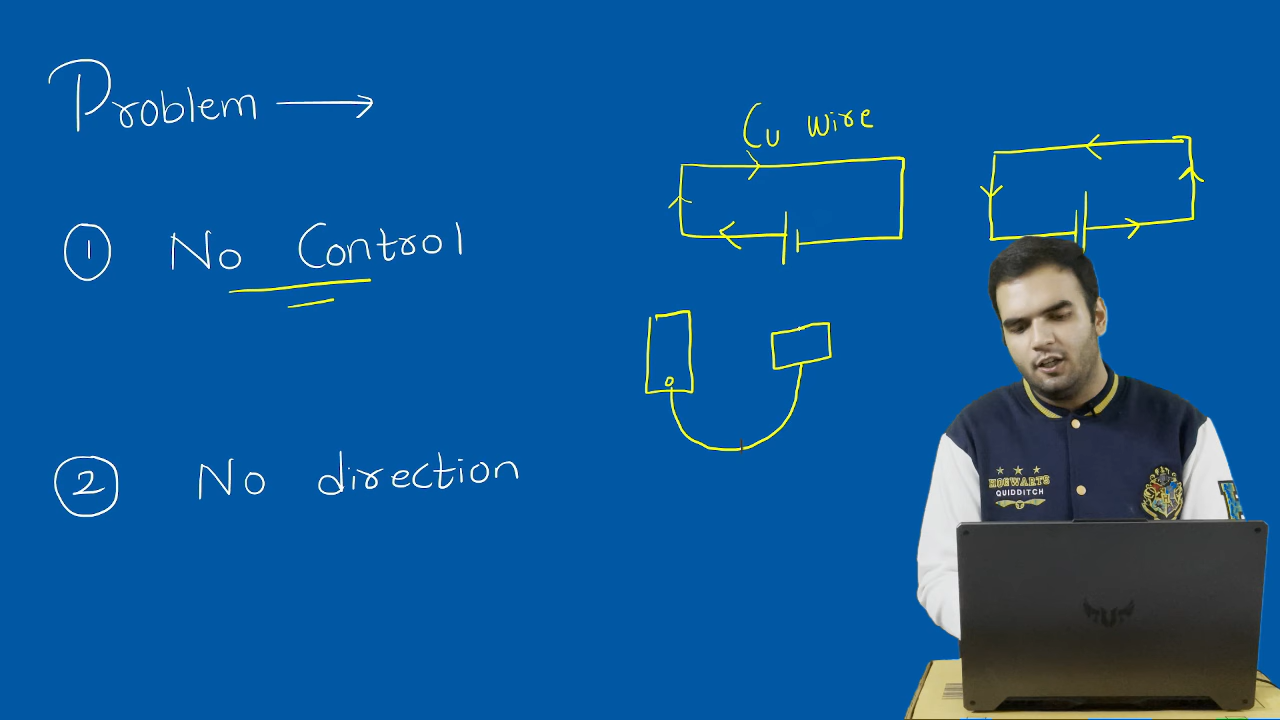 Problem →
Cu wire
① No Control
② No direction
HOGWARTS
QUIDDITCH